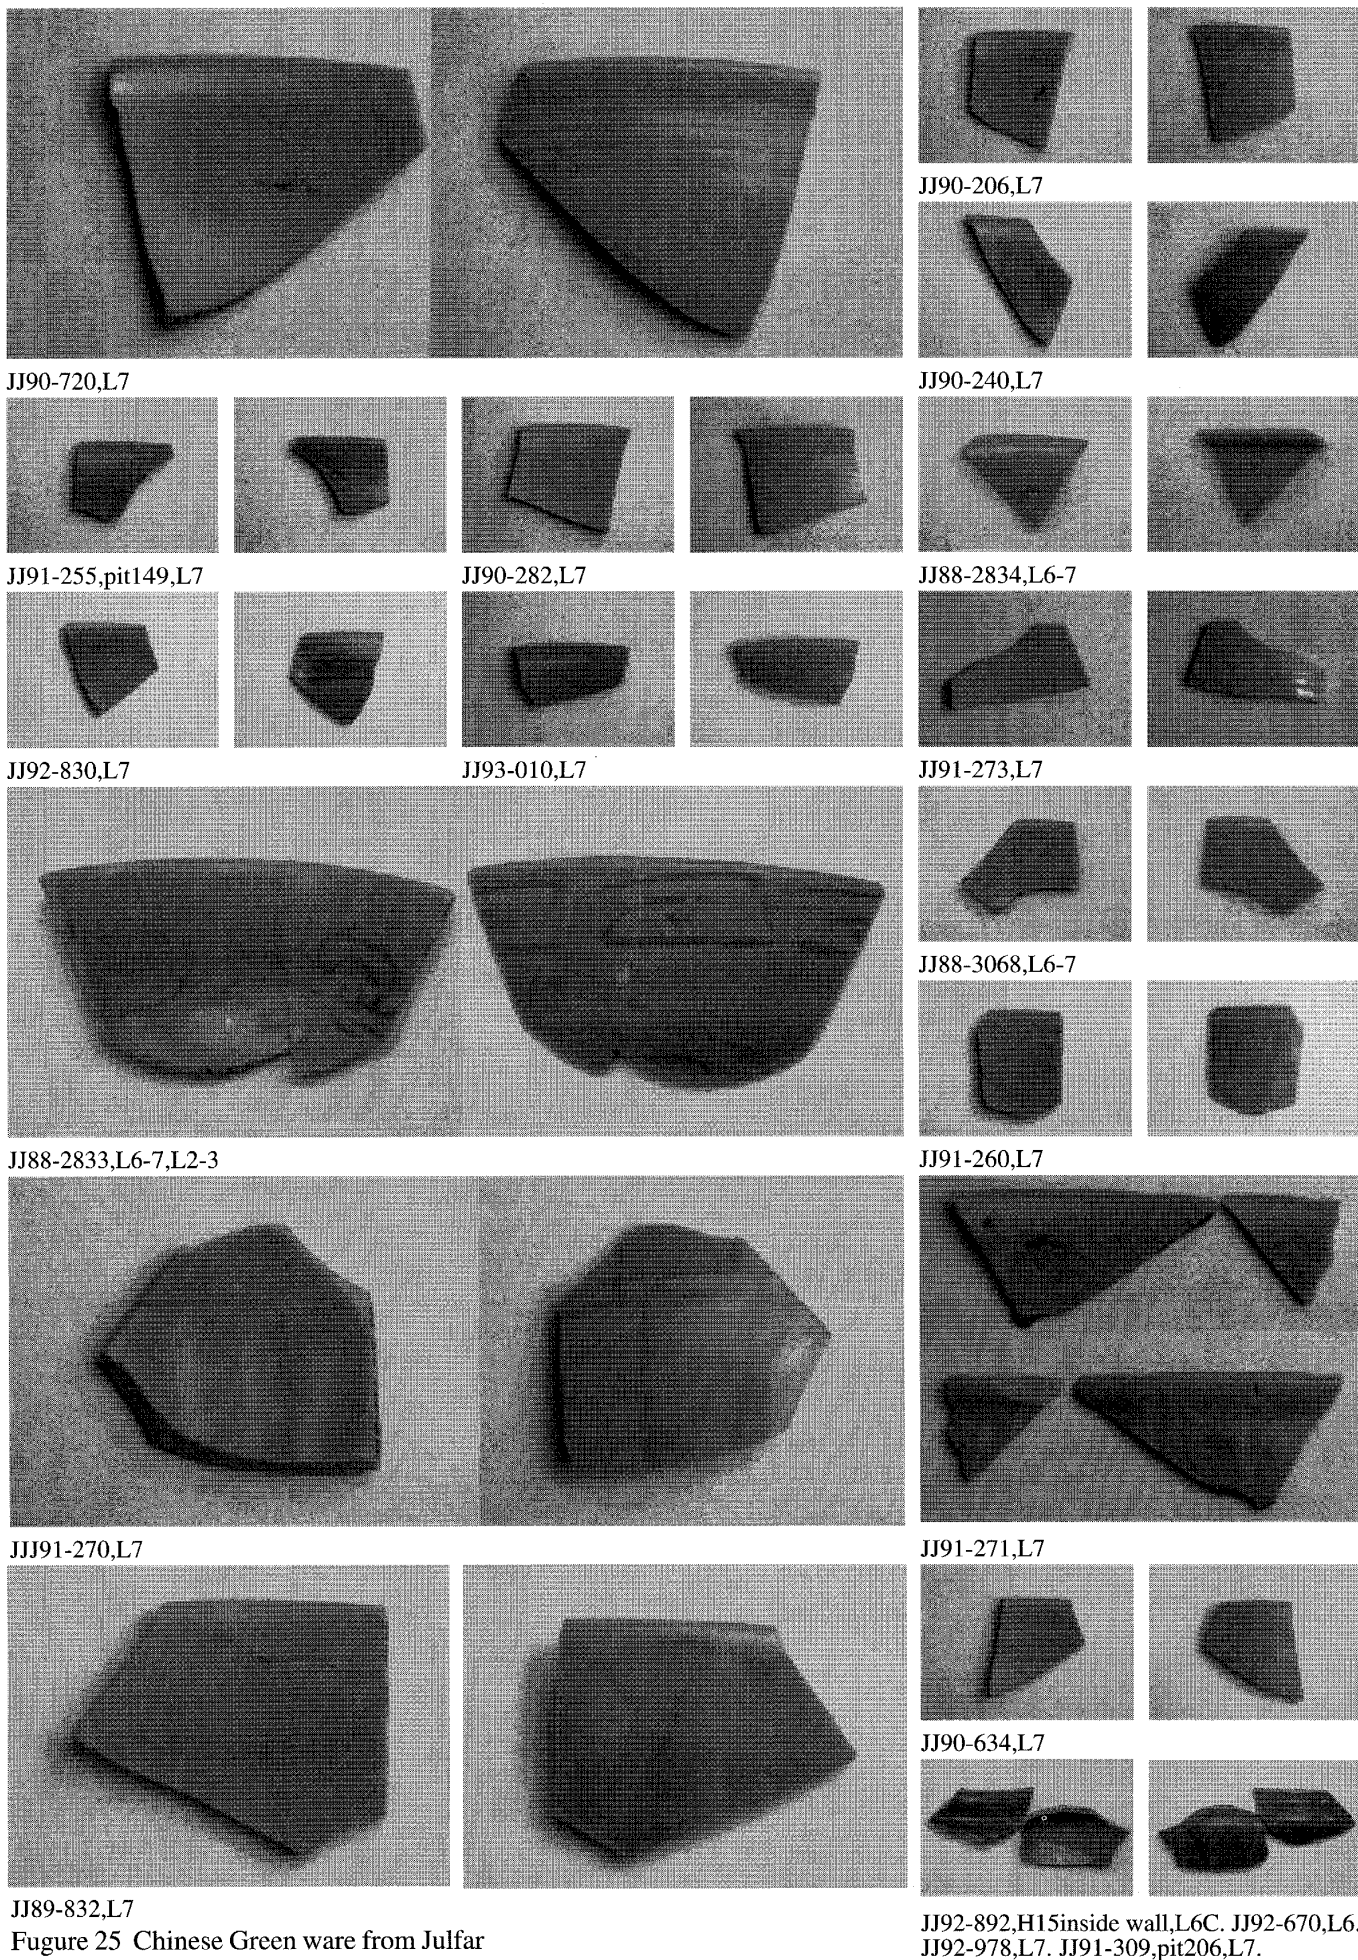 JJ90-206,L7
JJ90-720,L7
JJ90-240,L7
JJ91-255,pit149,L7
JJ90-282,L7
JJ88-2834,L6-7
JJ92-830,L7
JJ93-010,L7
JJ91-273,L7
JJ88-3068,L6-7
JJ88-2833,L6-7,L2-3
JJ91-260,L7
JJJ91-270,L7
JJ91-271,L7
JJ90-634,L7
JJ89-832,L7
Fugure 25 Chinese Green ware from Julfar
JJ92-892,H15inside wall,L6C. JJ92-670,L6.
JJ92-978,L7. JJ91-309,pit206,L7.